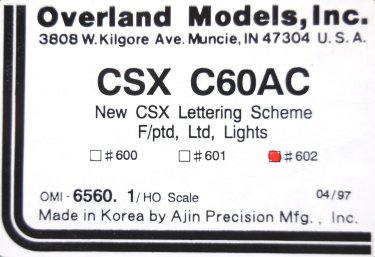 Overland Models, Inc.
3808 W. Kilgore Ave. Muncie, IN 47304 U. S. A.
CSX C60AC
New CSX Lettering Scheme
F/ptd, Ltd, Lights
#600 #601 #602
OMI - 6560. 1/ HO Scale 04/97
Made in Korea by Ajin Precision Mfg. , Inc.